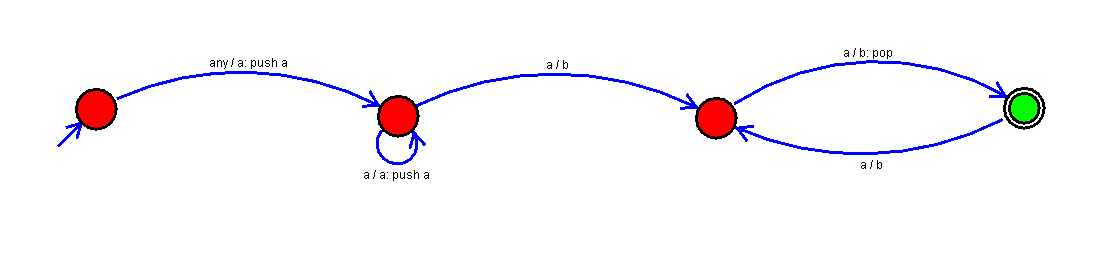 any / a: push a
a / b
a / b: pop
a / a: push a
a / b